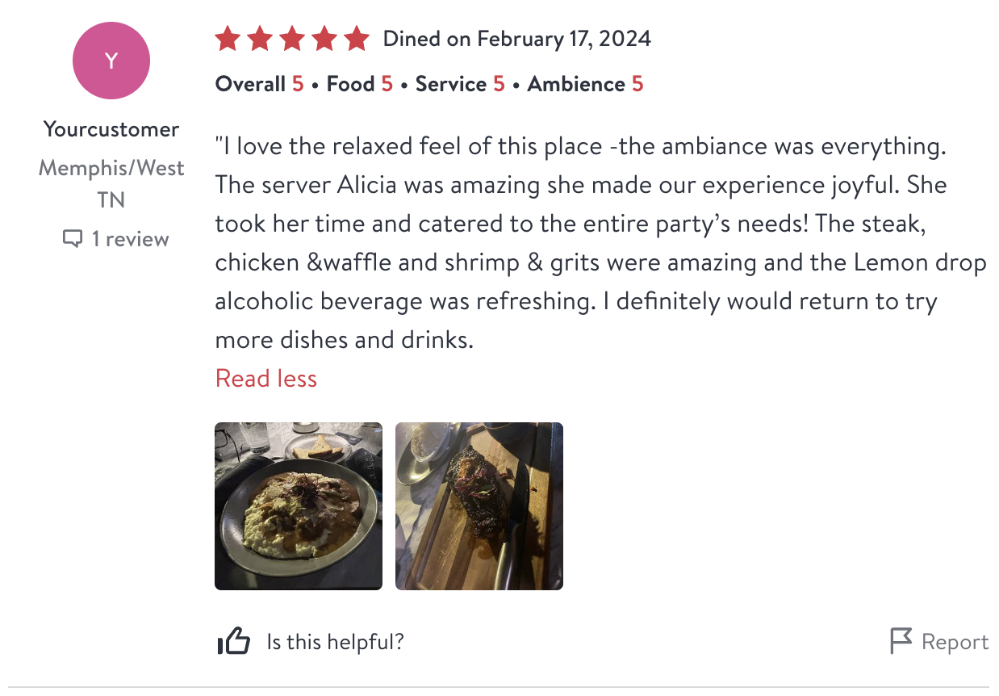 Y
Yourcustomer
Memphis/West
TN
1 review
Dined on February 17, 2024
Overall 5 • Food 5 • Service 5 • Ambience 5
"I love the relaxed feel of this place -the ambiance was everything.
The server Alicia was amazing she made our experience joyful. She
took her time and catered to the entire party’s needs! The steak,
chicken &waffle and shrimp & grits were amazing and the Lemon drop
alcoholic beverage was refreshing. I definitely would return to try
more dishes and drinks.
Read less
Is this helpful?
Report